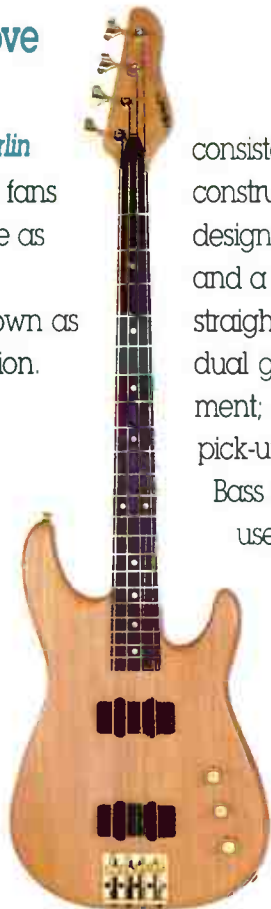 ove
rlin
fans
e as
own as
ion.
consiste
constru
design
and a
straigh
dual g
ment;
pick-u
Bass
use